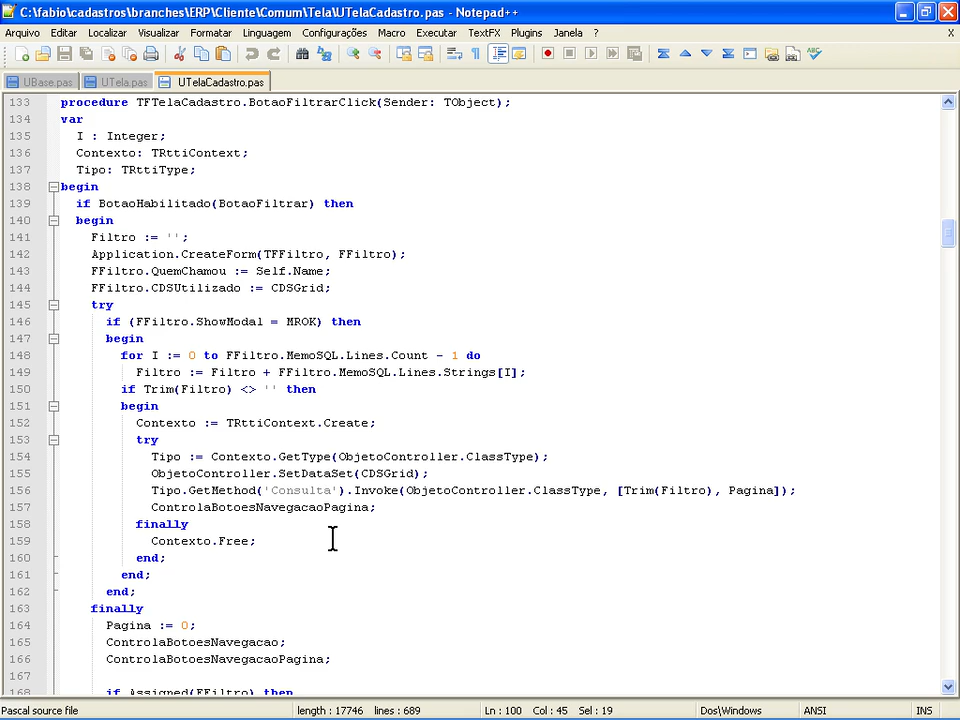 C:\fabio\cadastros\branches\ERP\Cliente\Comum\Tela\UTelaCadastro.pas - Notepad++
Arquivo Editar Localizar Visualizar Formatar Linguagem Configurações Macro Executar TextFX Plugins Janela ? X
UBase.pas UTela.pas UTelaCadastro.pas
133 procedure TFTelaCadastro.BotaoFiltrarClick(Sender: TObject);
134 var
135 I : Integer;
136 Contexto: TRttiContext;
137 Tipo: TRttiType;
138 begin
139 if BotaoHabilitado(BotaoFiltrar) then
140 begin
141 Filtro := '';
142 Application.CreateForm(TFFiltro, FFiltro);
143 FFiltro.QuemChamou := Self.Name;
144 FFiltro.CDSUtilizado := CDSGrid;
145 try
146 if (FFiltro.ShowModal = MROK) then
147 begin
148 for I := 0 to FFiltro.MemoSQL.Lines.Count - 1 do
149 Filtro := Filtro + FFiltro.MemoSQL.Lines.Strings[I];
150 if Trim(Filtro) <> '' then
151 begin
152 Contexto := TRttiContext.Create;
153 try
154 Tipo := Contexto.GetType(ObjetoController.ClassType);
155 ObjetoController.SetDataSet(CDSGrid);
156 Tipo.GetMethod('Consulta').Invoke(ObjetoController.ClassType, [Trim(Filtro), Pagina]);
157 ControlaBotoesNavegacaoPagina;
158 finally
159 Contexto.Free;
160 end;
161 end;
162 end;
163 finally
164 Pagina := 0;
165 ControlaBotoesNavegacao;
166 ControlaBotoesNavegacaoPagina;
167
168 if Assigned(FFiltro) then
Pascal source file length : 17746 lines : 689 Ln : 100 Col : 45 Sel : 19 Dos\Windows ANSI INS